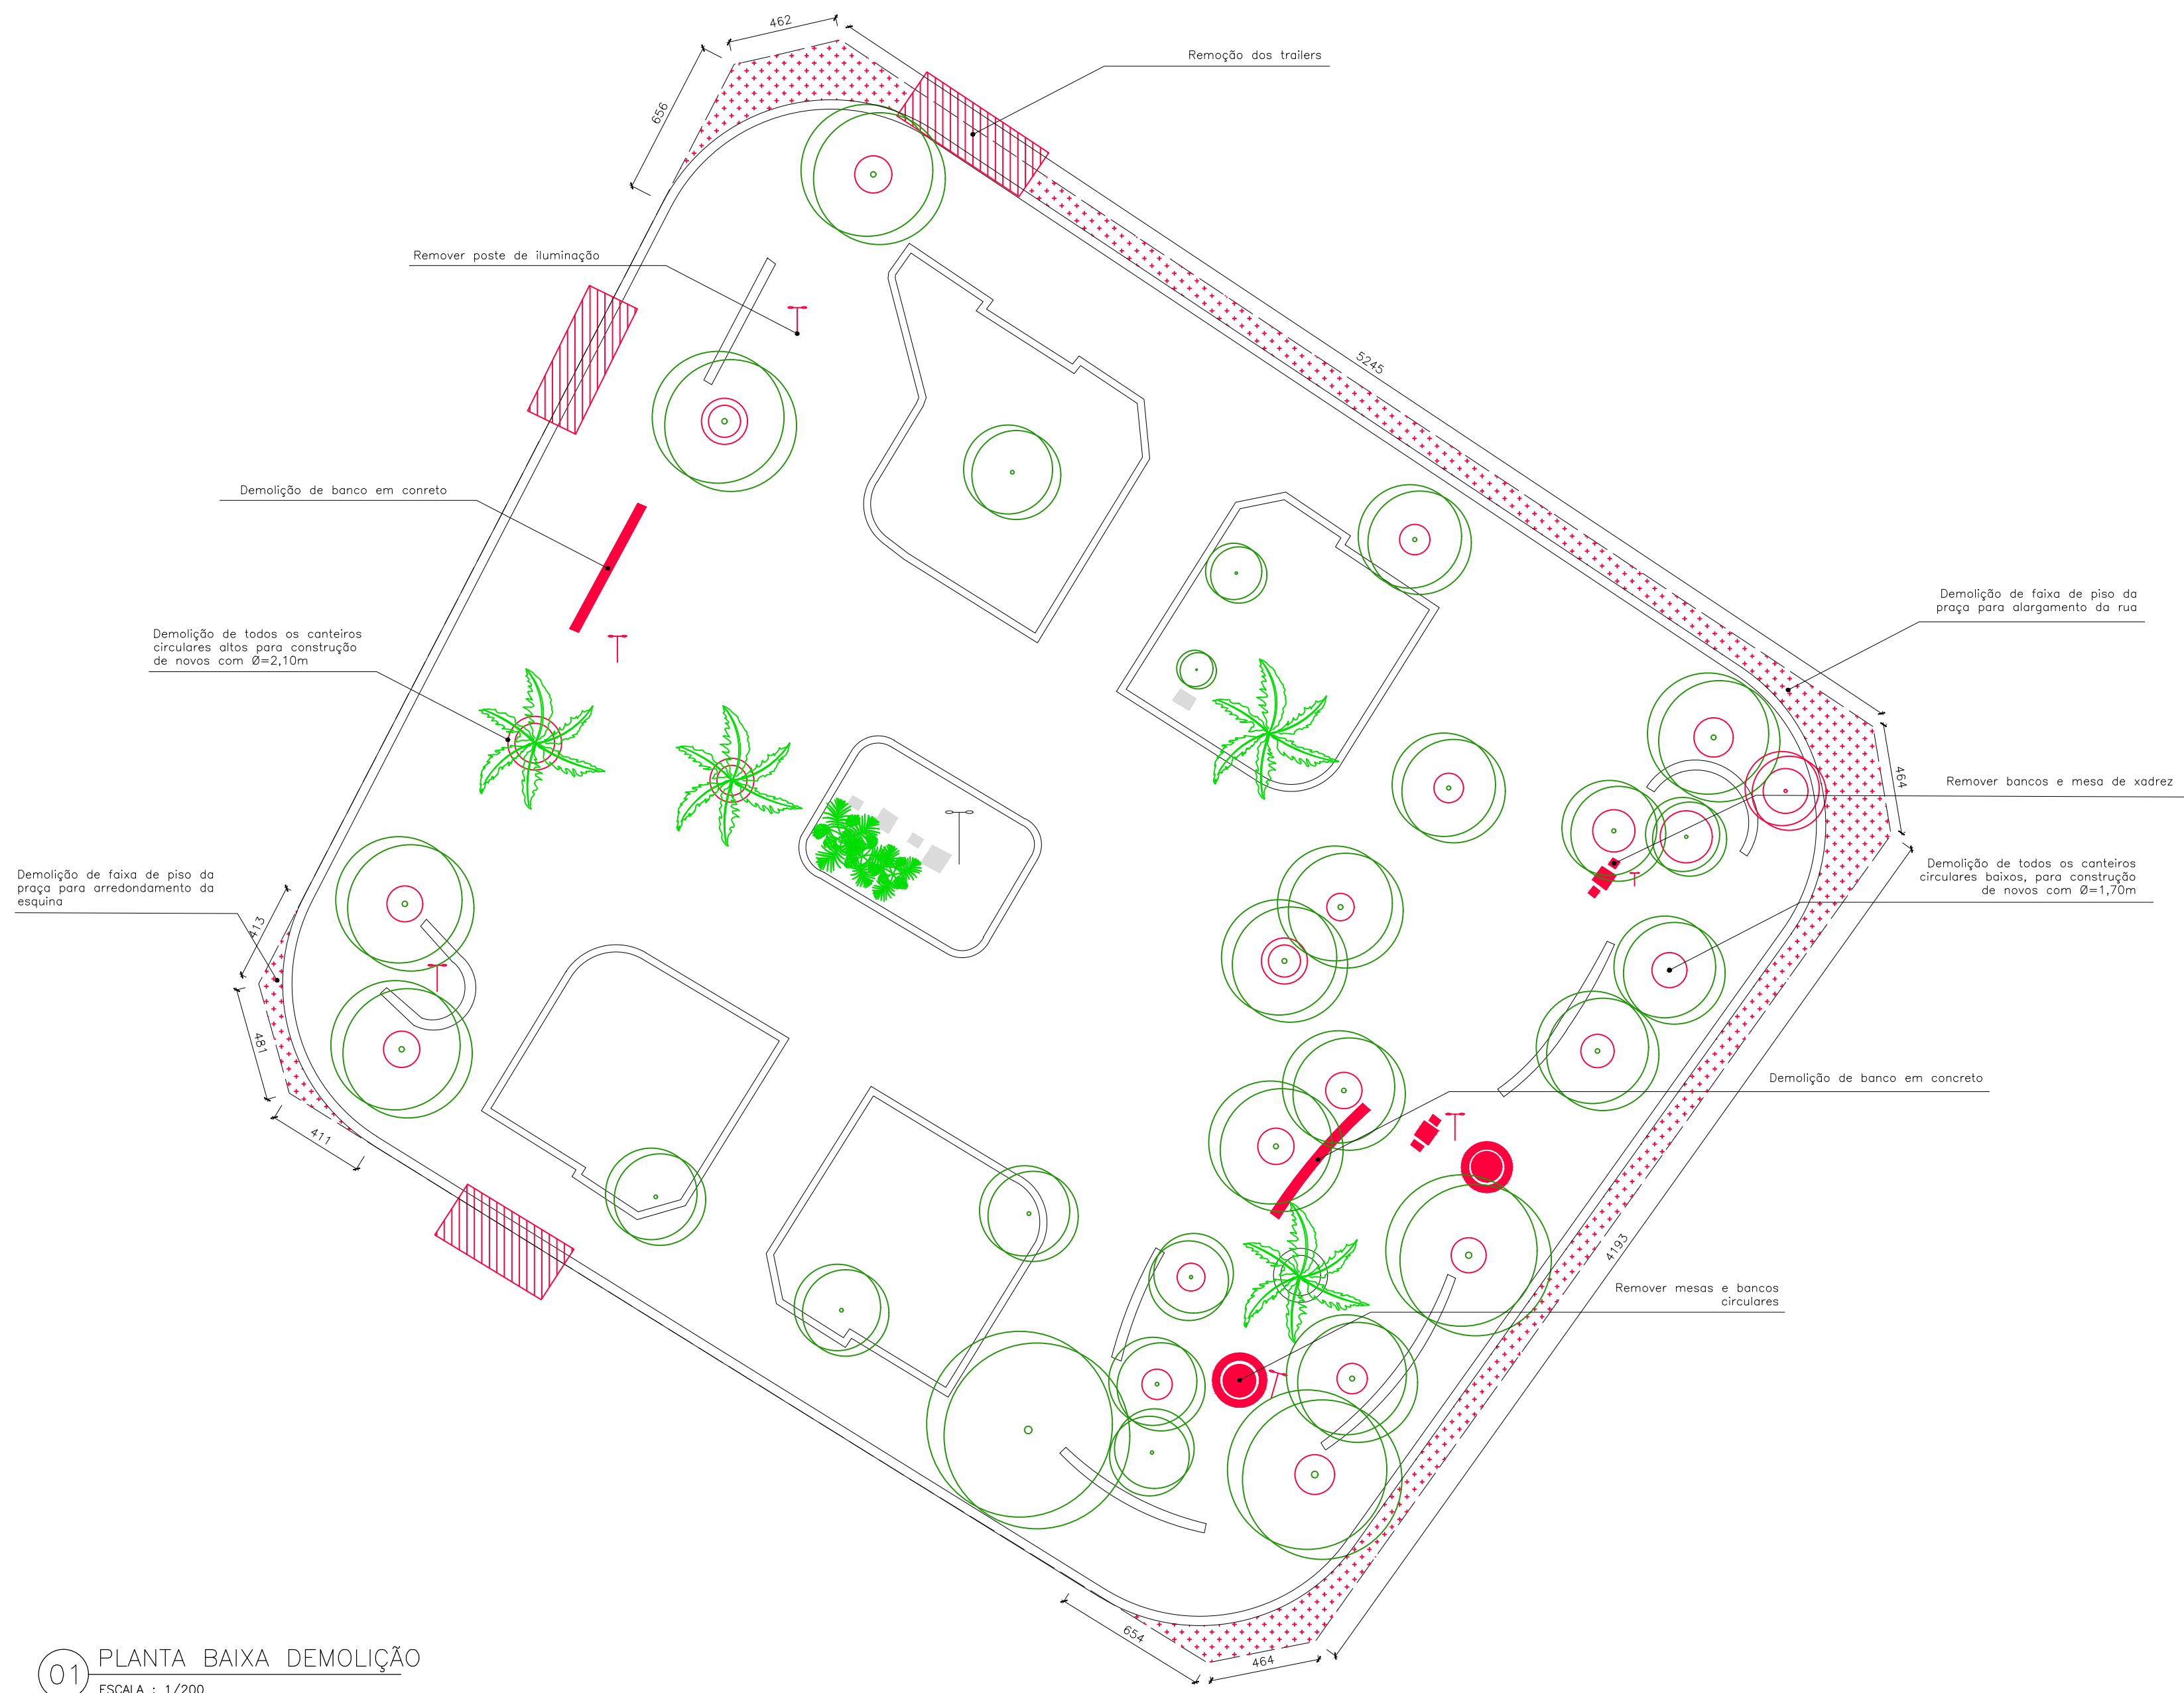 462
Remoção dos trailers
656
Remover poste de iluminação
5245
Demolição de banco em conreto
Demolição de faixa de piso da
praça para alargamento da rua
Demolição de todos os canteiros
circulares altos para construção
de novos com Ø=2,10m
464
Remover bancos e mesa de xadrez
Demolição de todos os canteiros
circulares baixos, para construção
de novos com Ø=1,70m
Demolição de faixa de piso da
praça para arredondamento da
esquina
413
481
411
Demolição de banco em concreto
4193
Remover mesas e bancos
circulares
654
464
01
PLANTA BAIXA DEMOLIÇÃO
ESCALA : 1/200